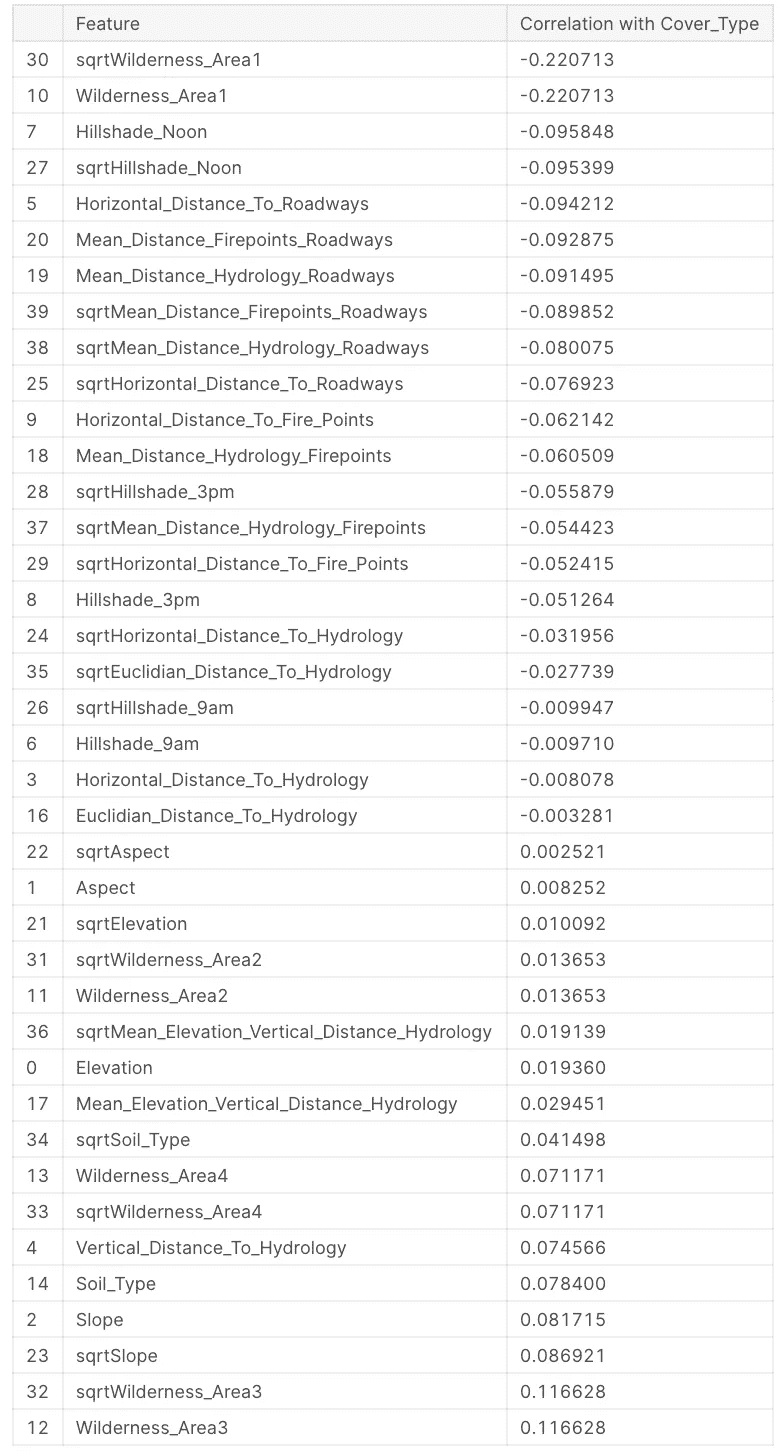 Feature Correlation with Cover_Type
30 sqrtWilderness_Area1 -0.220713
10 Wilderness_Area1 -0.220713
7 Hillshade_Noon -0.095848
27 sqrtHillshade_Noon -0.095399
5 Horizontal_Distance_To_Roadways -0.094212
20 Mean_Distance_Firepoints_Roadways -0.092875
19 Mean_Distance_Hydrology_Roadways -0.091495
39 sqrtMean_Distance_Firepoints_Roadways -0.089852
38 sqrtMean_Distance_Hydrology_Roadways -0.080075
25 sqrtHorizontal_Distance_To_Roadways -0.076923
9 Horizontal_Distance_To_Fire_Points -0.062142
18 Mean_Distance_Hydrology_Firepoints -0.060509
28 sqrtHillshade_3pm -0.055879
37 sqrtMean_Distance_Hydrology_Firepoints -0.054423
29 sqrtHorizontal_Distance_To_Fire_Points -0.052415
8 Hillshade_3pm -0.051264
24 sqrtHorizontal_Distance_To_Hydrology -0.031956
35 sqrtEuclidian_Distance_To_Hydrology -0.027739
26 sqrtHillshade_9am -0.009947
6 Hillshade_9am -0.009710
3 Horizontal_Distance_To_Hydrology -0.008078
16 Euclidian_Distance_To_Hydrology -0.003281
22 sqrtAspect 0.002521
1 Aspect 0.008252
21 sqrtElevation 0.010092
31 sqrtWilderness_Area2 0.013653
11 Wilderness_Area2 0.013653
36 sqrtMean_Elevation_Vertical_Distance_Hydrology 0.019139
0 Elevation 0.019360
17 Mean_Elevation_Vertical_Distance_Hydrology 0.029451
34 sqrtSoil_Type 0.041498
13 Wilderness_Area4 0.071171
33 sqrtWilderness_Area4 0.071171
4 Vertical_Distance_To_Hydrology 0.074566
14 Soil_Type 0.078400
2 Slope 0.081715
23 sqrtSlope 0.086921
32 sqrtWilderness_Area3 0.116628
12 Wilderness_Area3 0.116628